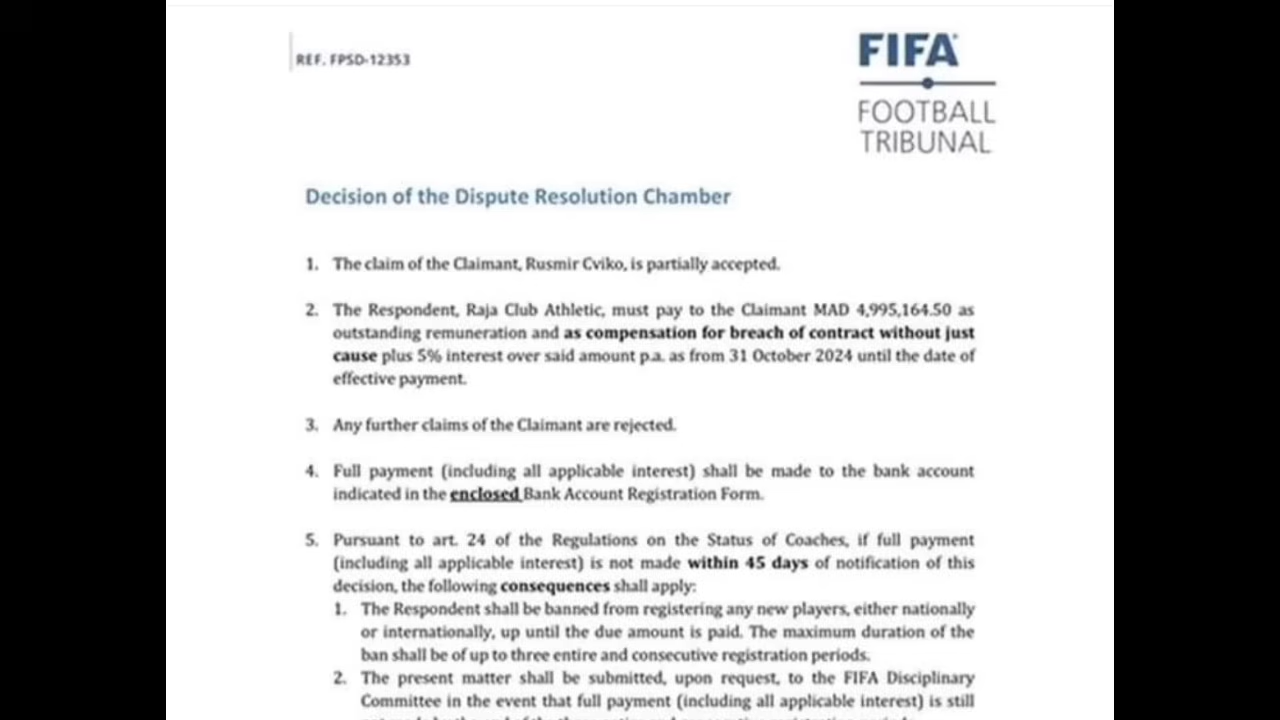 REF. FPSD-12353
FIFA
FOOTBALL
TRIBUNAL
Decision of the Dispute Resolution Chamber
1. The claim of the Claimant, Rusmir Cviko, is partially accepted.
2. The Respondent, Raja Club Athletic, must pay to the Claimant MAD 4,995,164.50 as
outstanding remuneration and as compensation for breach of contract without just
cause plus 5% interest over said amount p.a. as from 31 October 2024 until the date of
effective payment.
3. Any further claims of the Claimant are rejected.
4. Full payment (including all applicable interest) shall be made to the bank account
indicated in the enclosed Bank Account Registration Form.
5. Pursuant to art. 24 of the Regulations on the Status of Coaches, if full payment
(including all applicable interest) is not made within 45 days of notification of this
decision, the following consequences shall apply:
1. The Respondent shall be banned from registering any new players, either nationally
or internationally, up until the due amount is paid. The maximum duration of the
ban shall be of up to three entire and consecutive registration periods.
2. The present matter shall be submitted, upon request, to the FIFA Disciplinary
Committee in the event that full payment (including all applicable interest) is still